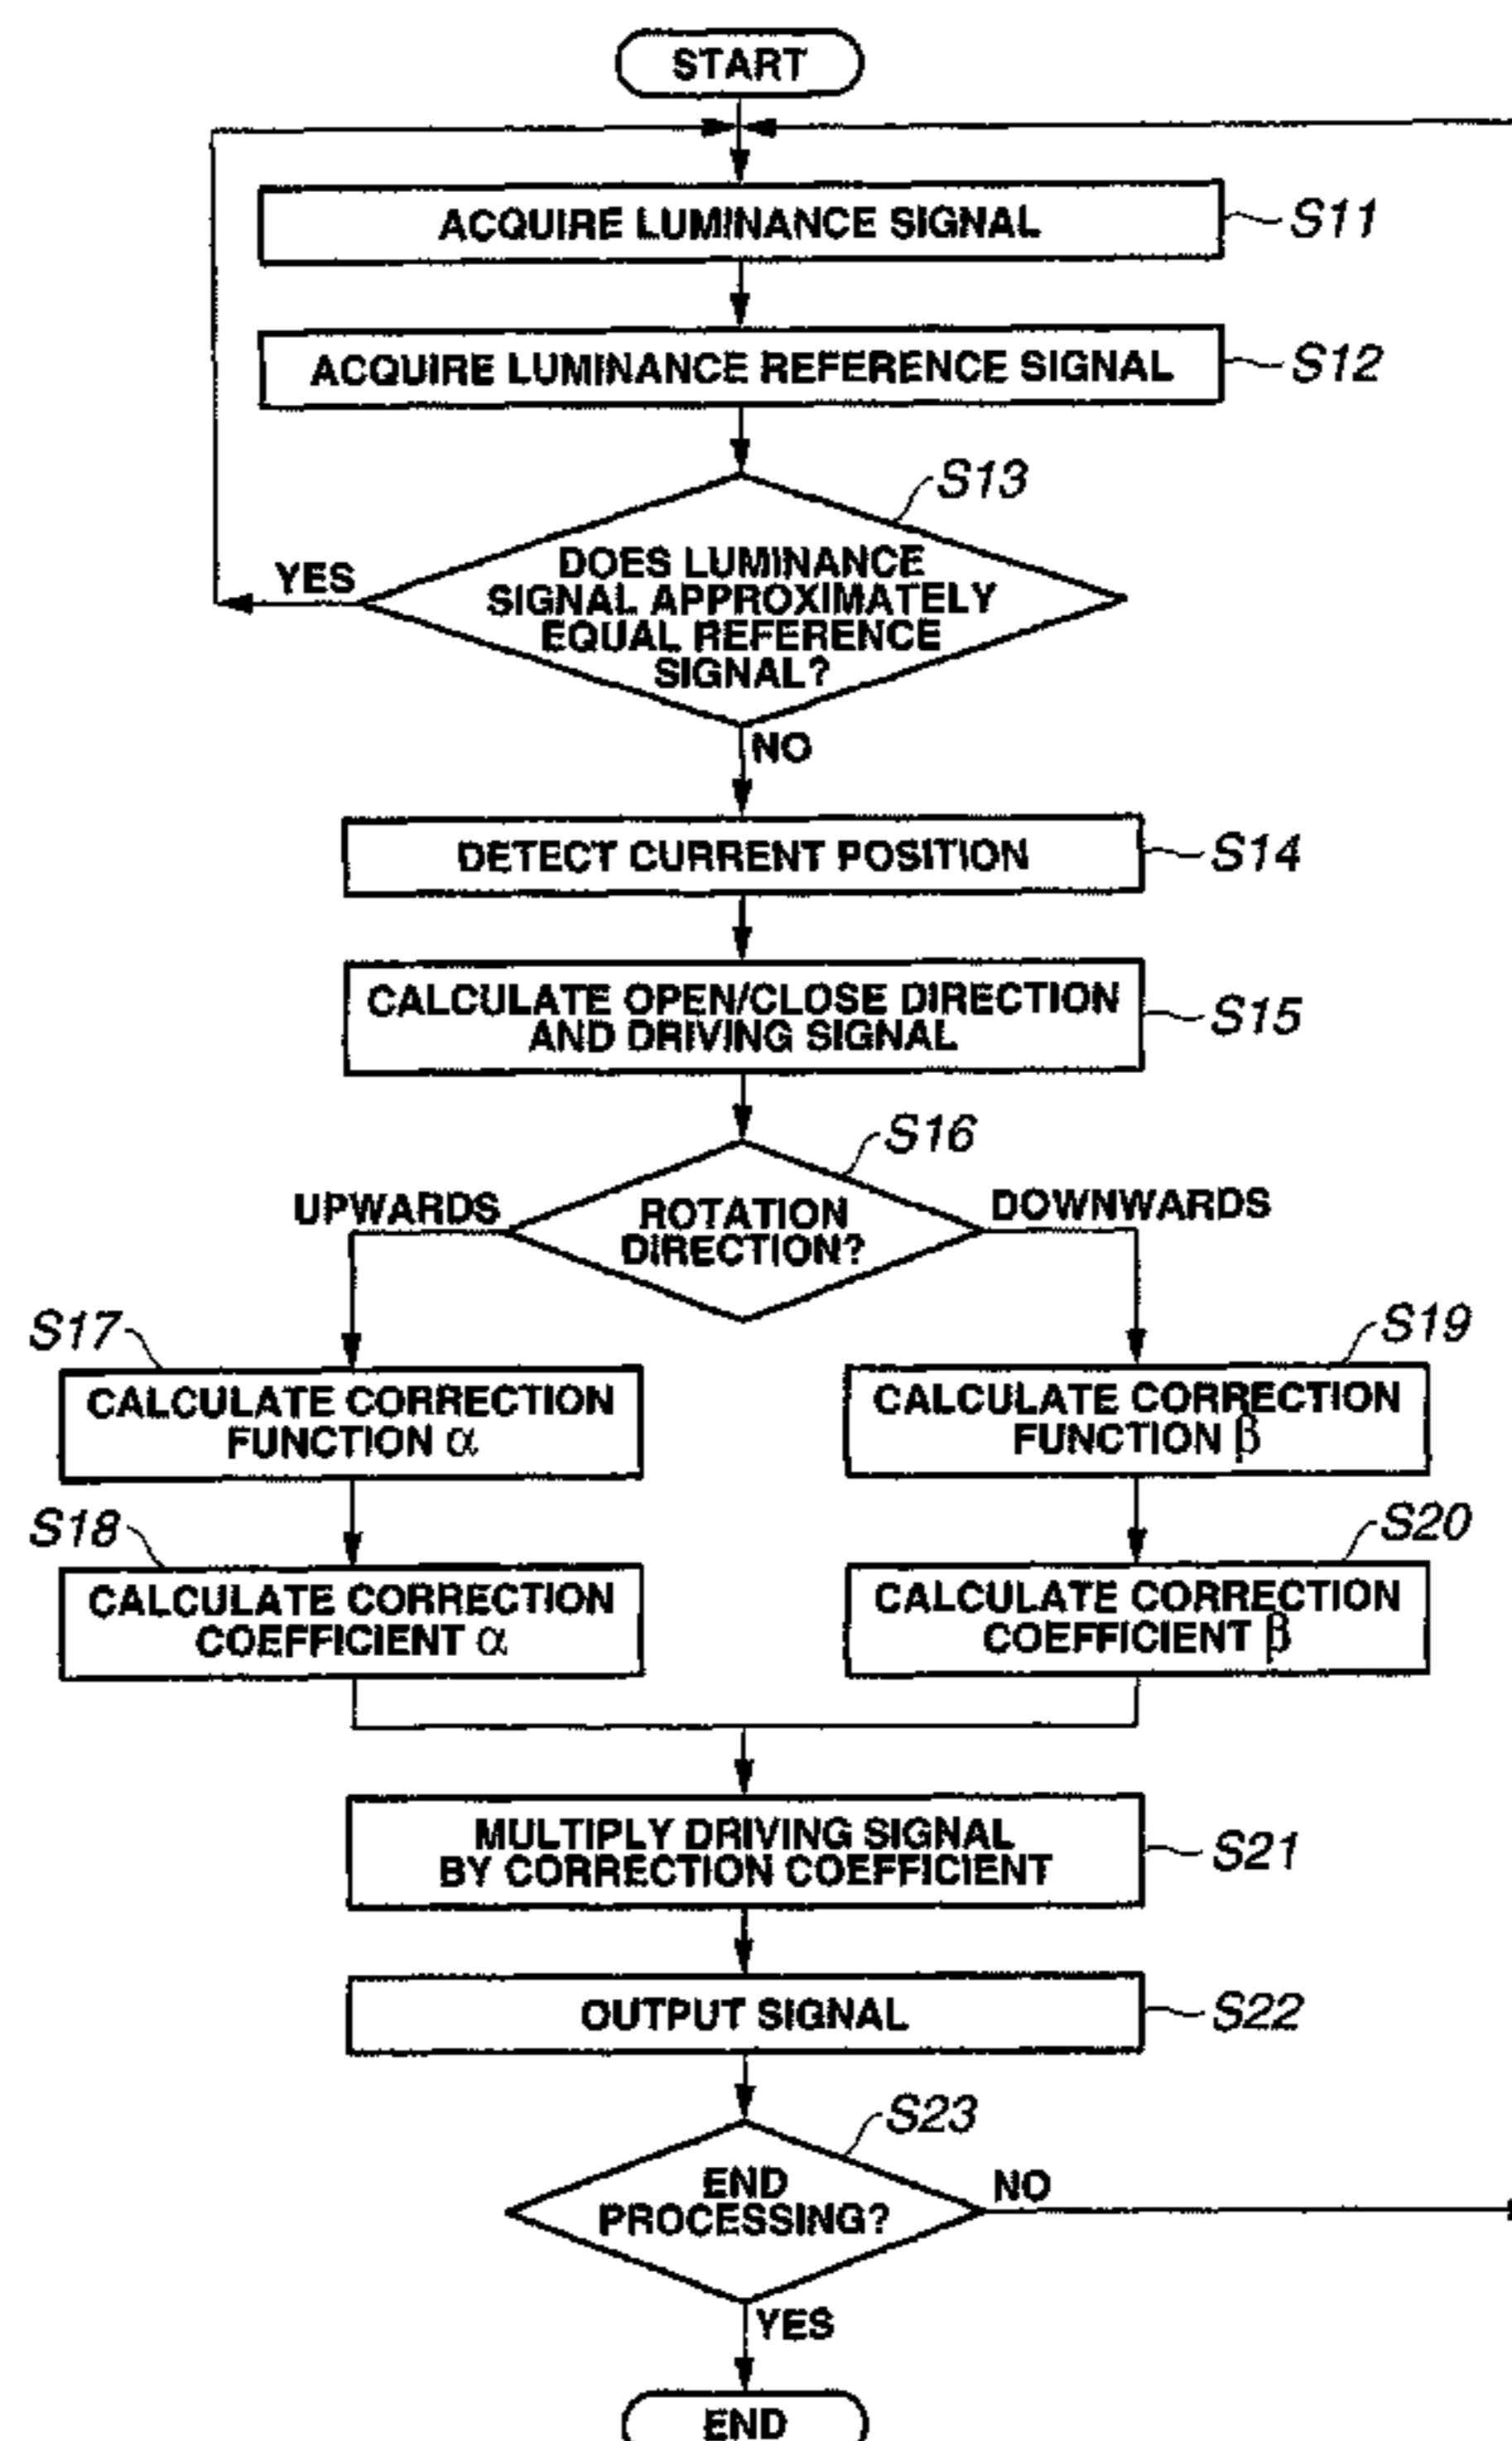 START
ACQUIRE LUMINANCE SIGNAL
S11
ACQUIRE LUMINANCE REFERENCE SIGNAL
S12
S13
DOES LUMINANCE
SIGNAL APPROXIMATELY
EQUAL REFERENCE
SIGNAL?
YES
NO
DETECT CURRENT POSITION
S14
CALCULATE OPEN/CLOSE DIRECTION
AND DRIVING SIGNAL
S15
S16
UPWARDS
ROTATION
DIRECTION?
DOWNWARDS
S17
CALCULATE CORRECTION
FUNCTION α
S19
CALCULATE CORRECTION
FUNCTION β
S18
CALCULATE CORRECTION
COEFFICIENT α
S20
CALCULATE CORRECTION
COEFFICIENT β
MULTIPLY DRIVING SIGNAL
BY CORRECTION COEFFICIENT
S21
OUTPUT SIGNAL
S22
S23
END
PROCESSING?
NO
YES
END